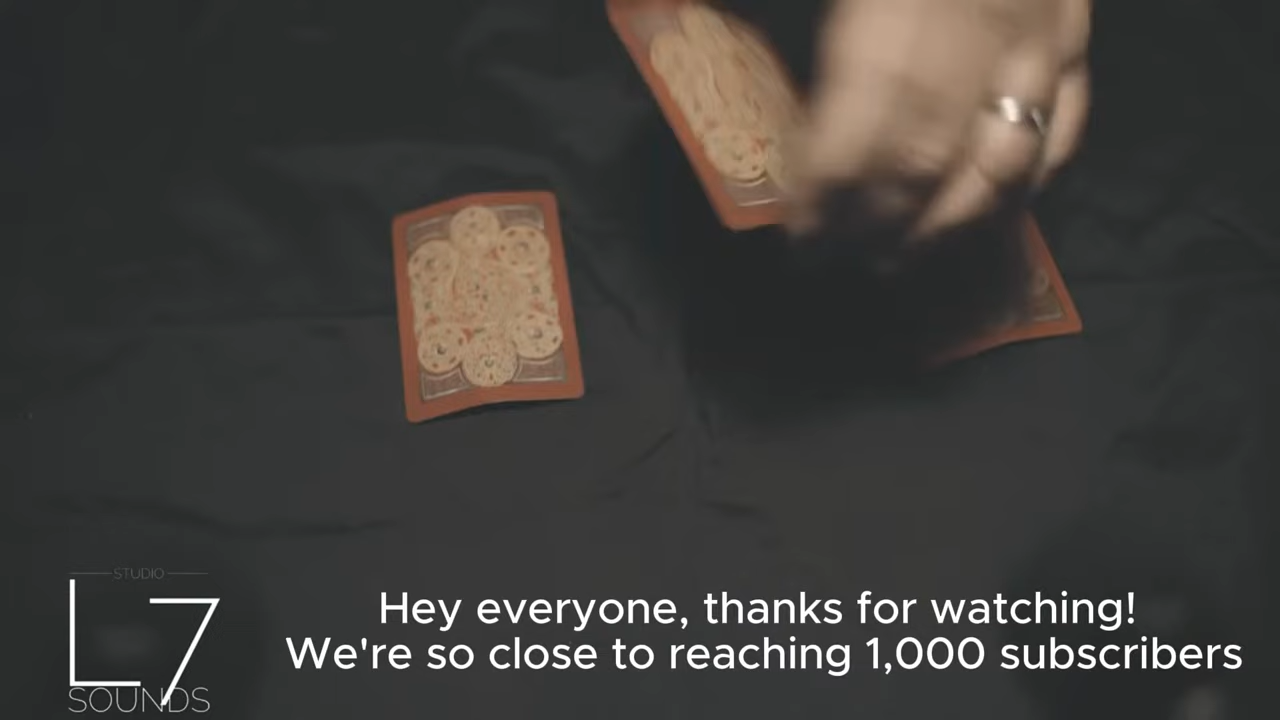 STUDIO
L7
SOUNDS
Hey everyone, thanks for watching!
We're so close to reaching 1,000 subscribers